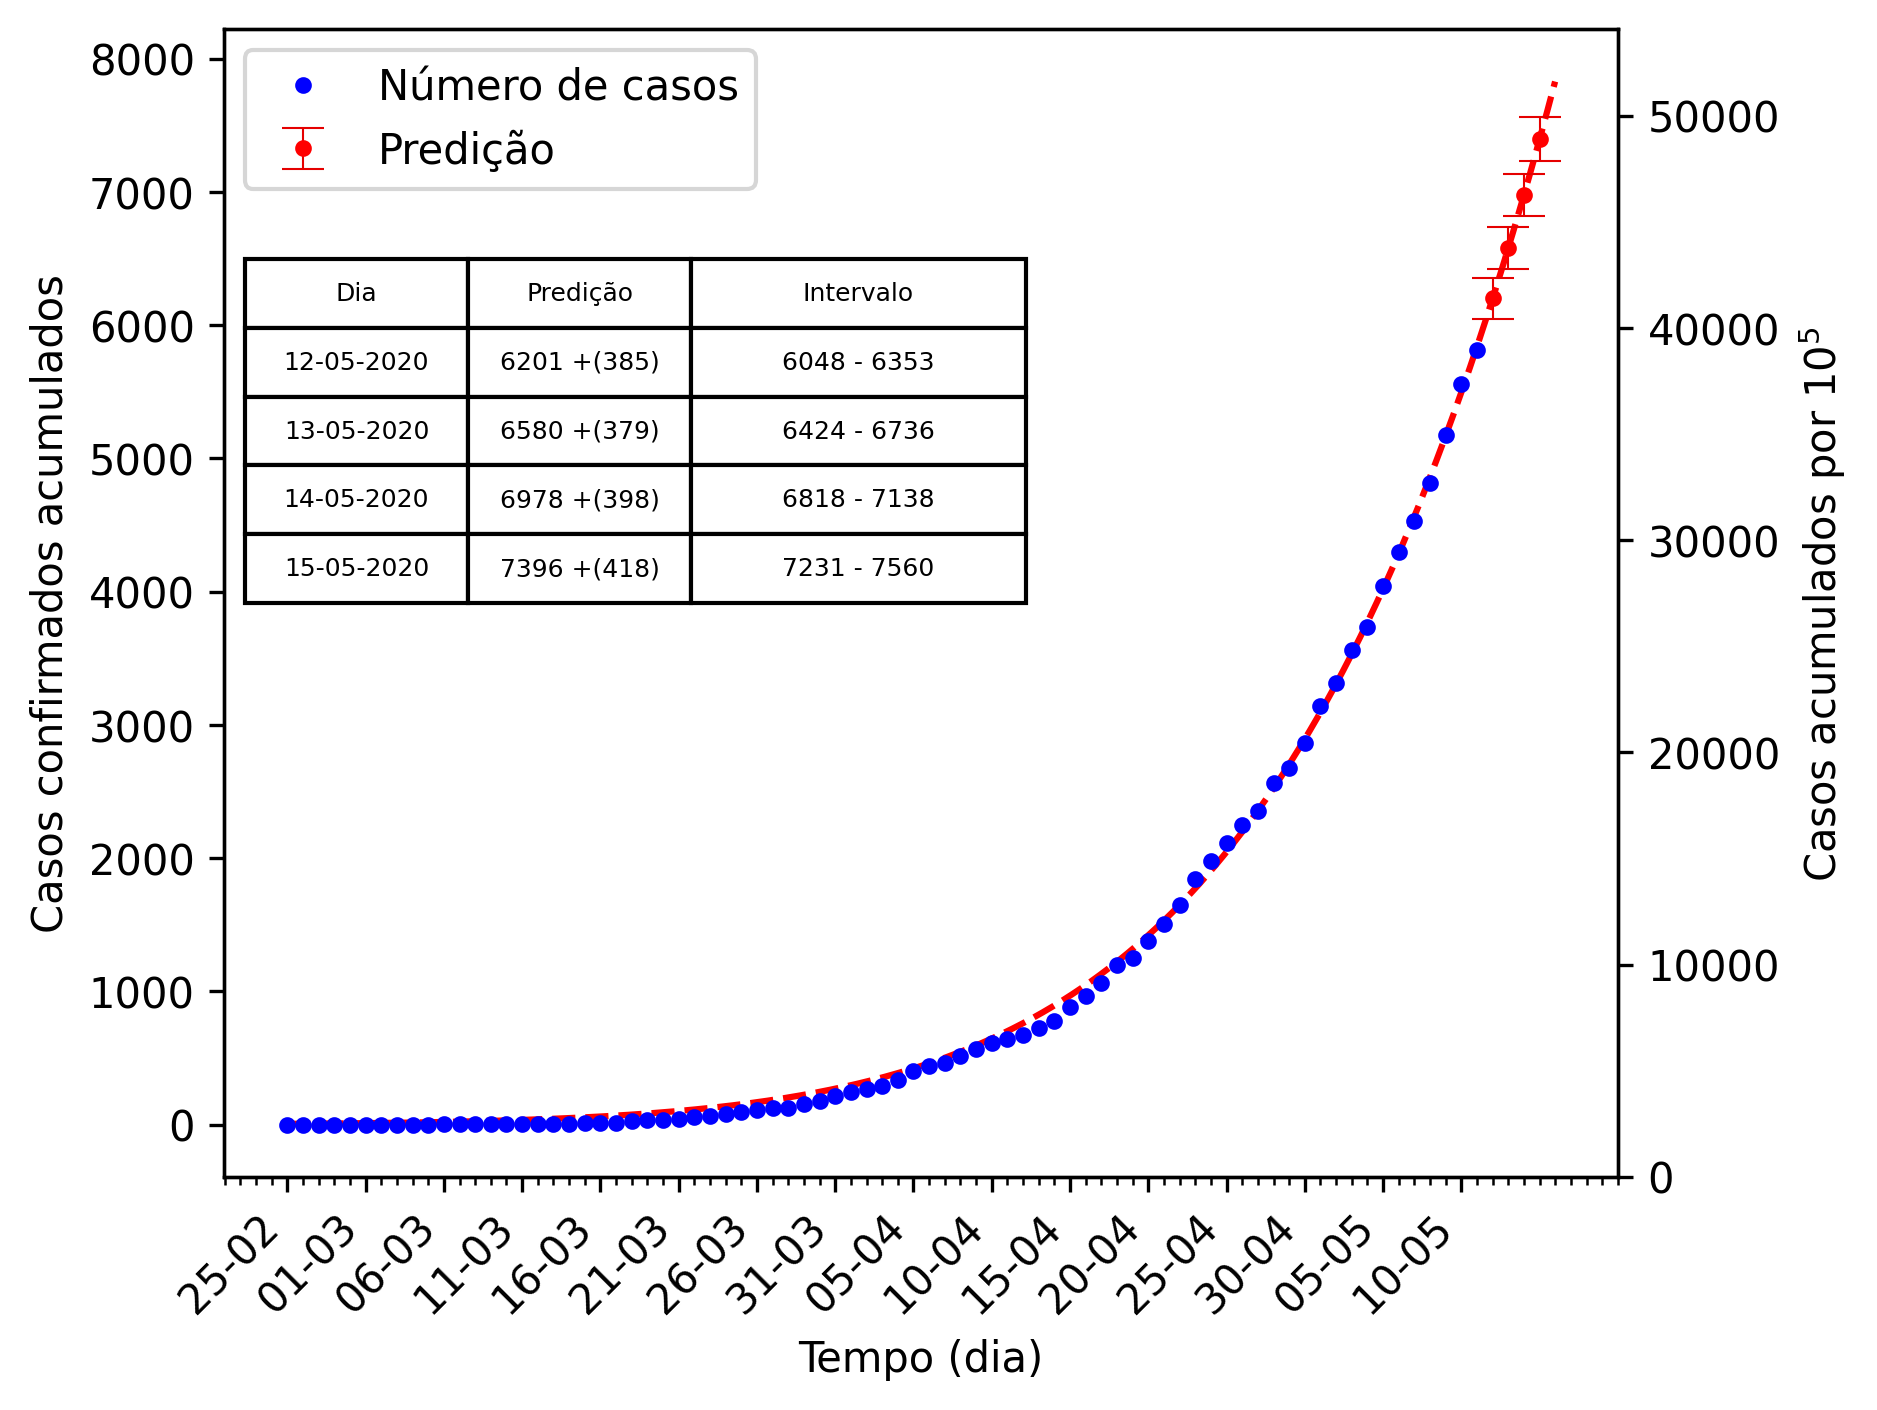 Número de casos
Predição
8000
7000
6000
5000
4000
3000
2000
1000
0
Casos confirmados acumulados
Dia Predição Intervalo
12-05-2020 6201 +(385) 6048 - 6353
13-05-2020 6580 +(379) 6424 - 6736
14-05-2020 6978 +(398) 6818 - 7138
15-05-2020 7396 +(418) 7231 - 7560
50000
40000
30000
20000
10000
0
Casos acumulados por 10⁵
25-02 01-03 06-03 11-03 16-03 21-03 26-03 31-03 05-04 10-04 15-04 20-04 25-04 30-04 05-05 10-05
Tempo (dia)